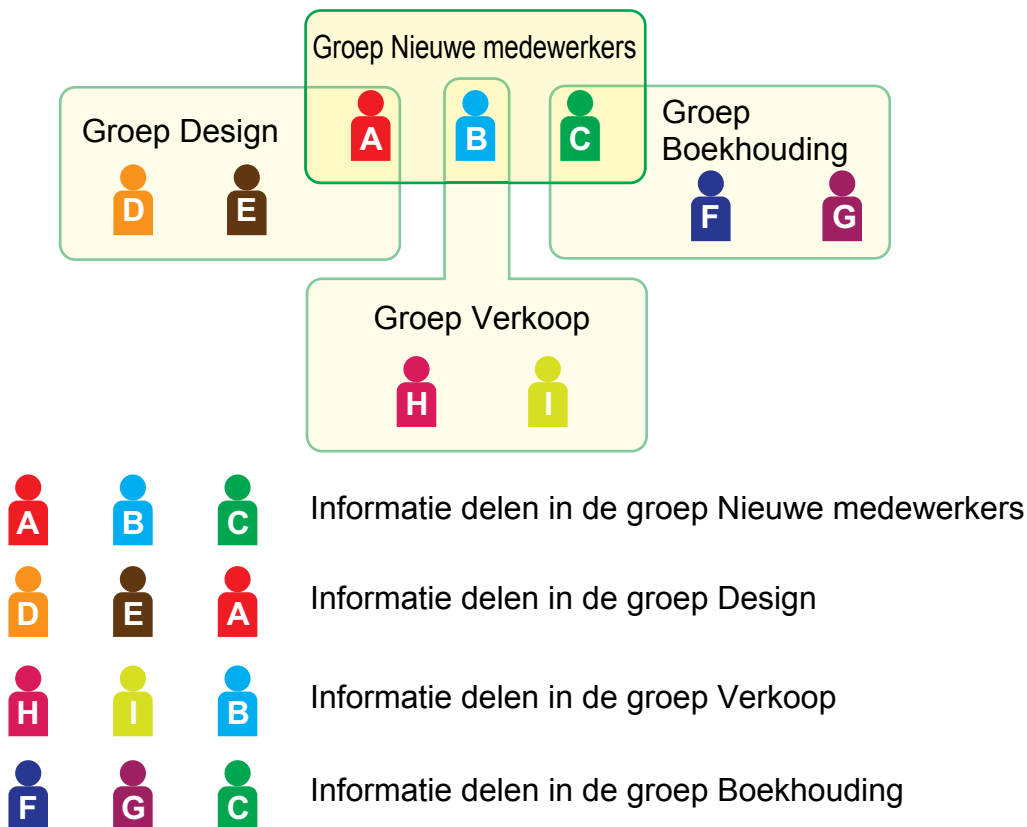 Groep Nieuwe medewerkers
A B C
Groep Design
D E
Groep
Boekhouding
F G
Groep Verkoop
H I
A B C Informatie delen in de groep Nieuwe medewerkers
D E A Informatie delen in de groep Design
H I B Informatie delen in de groep Verkoop
F G C Informatie delen in de groep Boekhouding